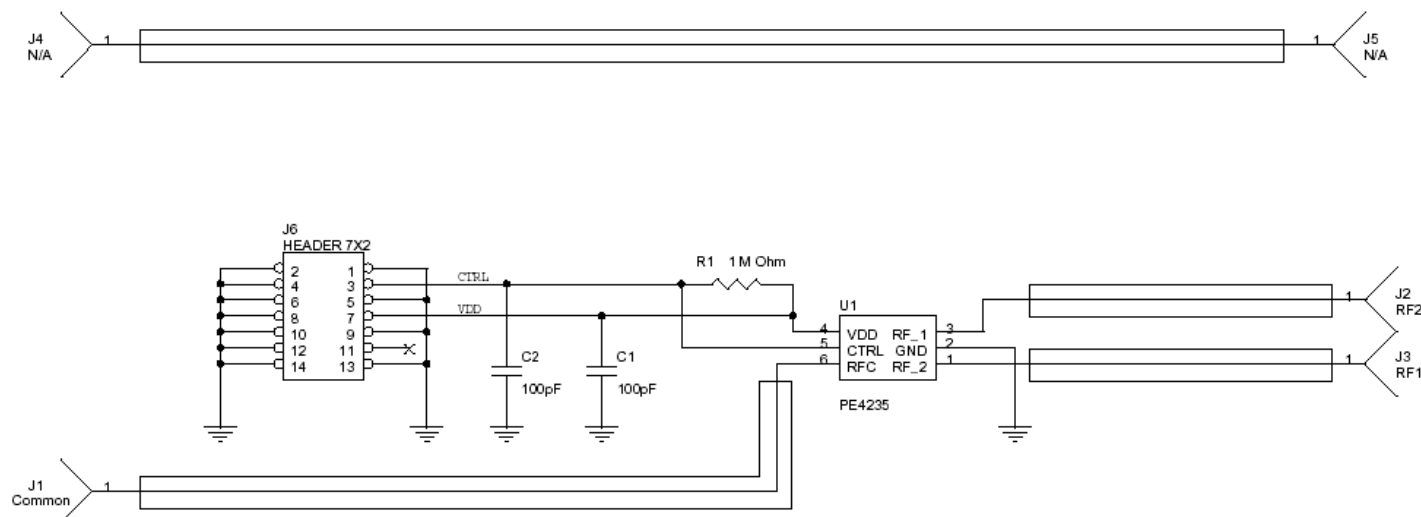 J4
N/A
1
1
J5
N/A
J6
HEADER 7X2
2 1
4 3
6 5
8 7
10 9
12 11
14 13
CTRL
VDD
R1 1M Ohm
C2
100pF
C1
100pF
U1
4 VDD RF_1 3
5 CTRL GND 2
6 RFC RF_2 1
PE4235
1
J2
RF2
1
J3
RF1
J1
Common
1